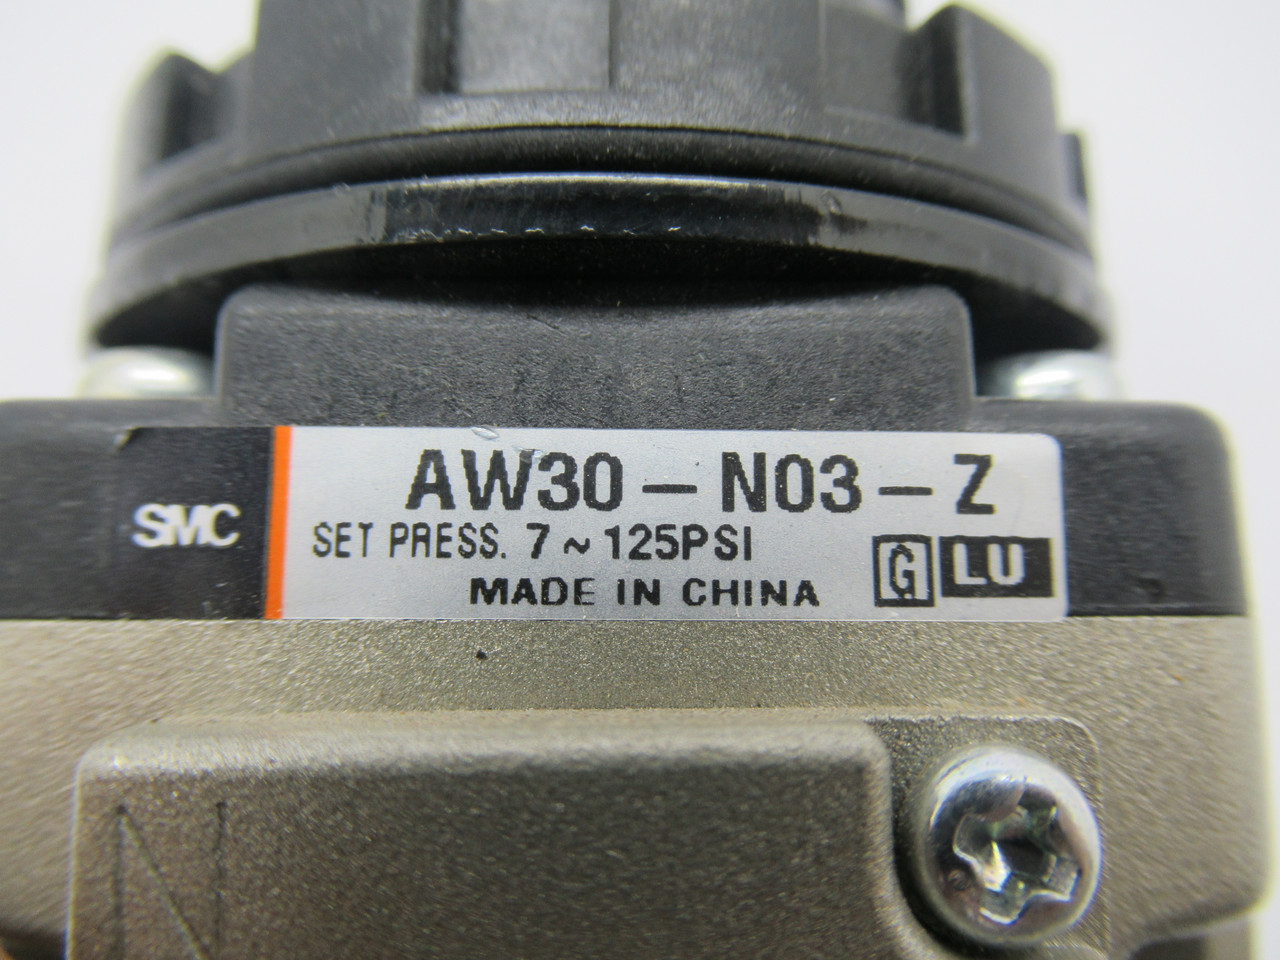 SMC
AW30-N03-Z
SET PRESS. 7~125PSI
MADE IN CHINA G LU